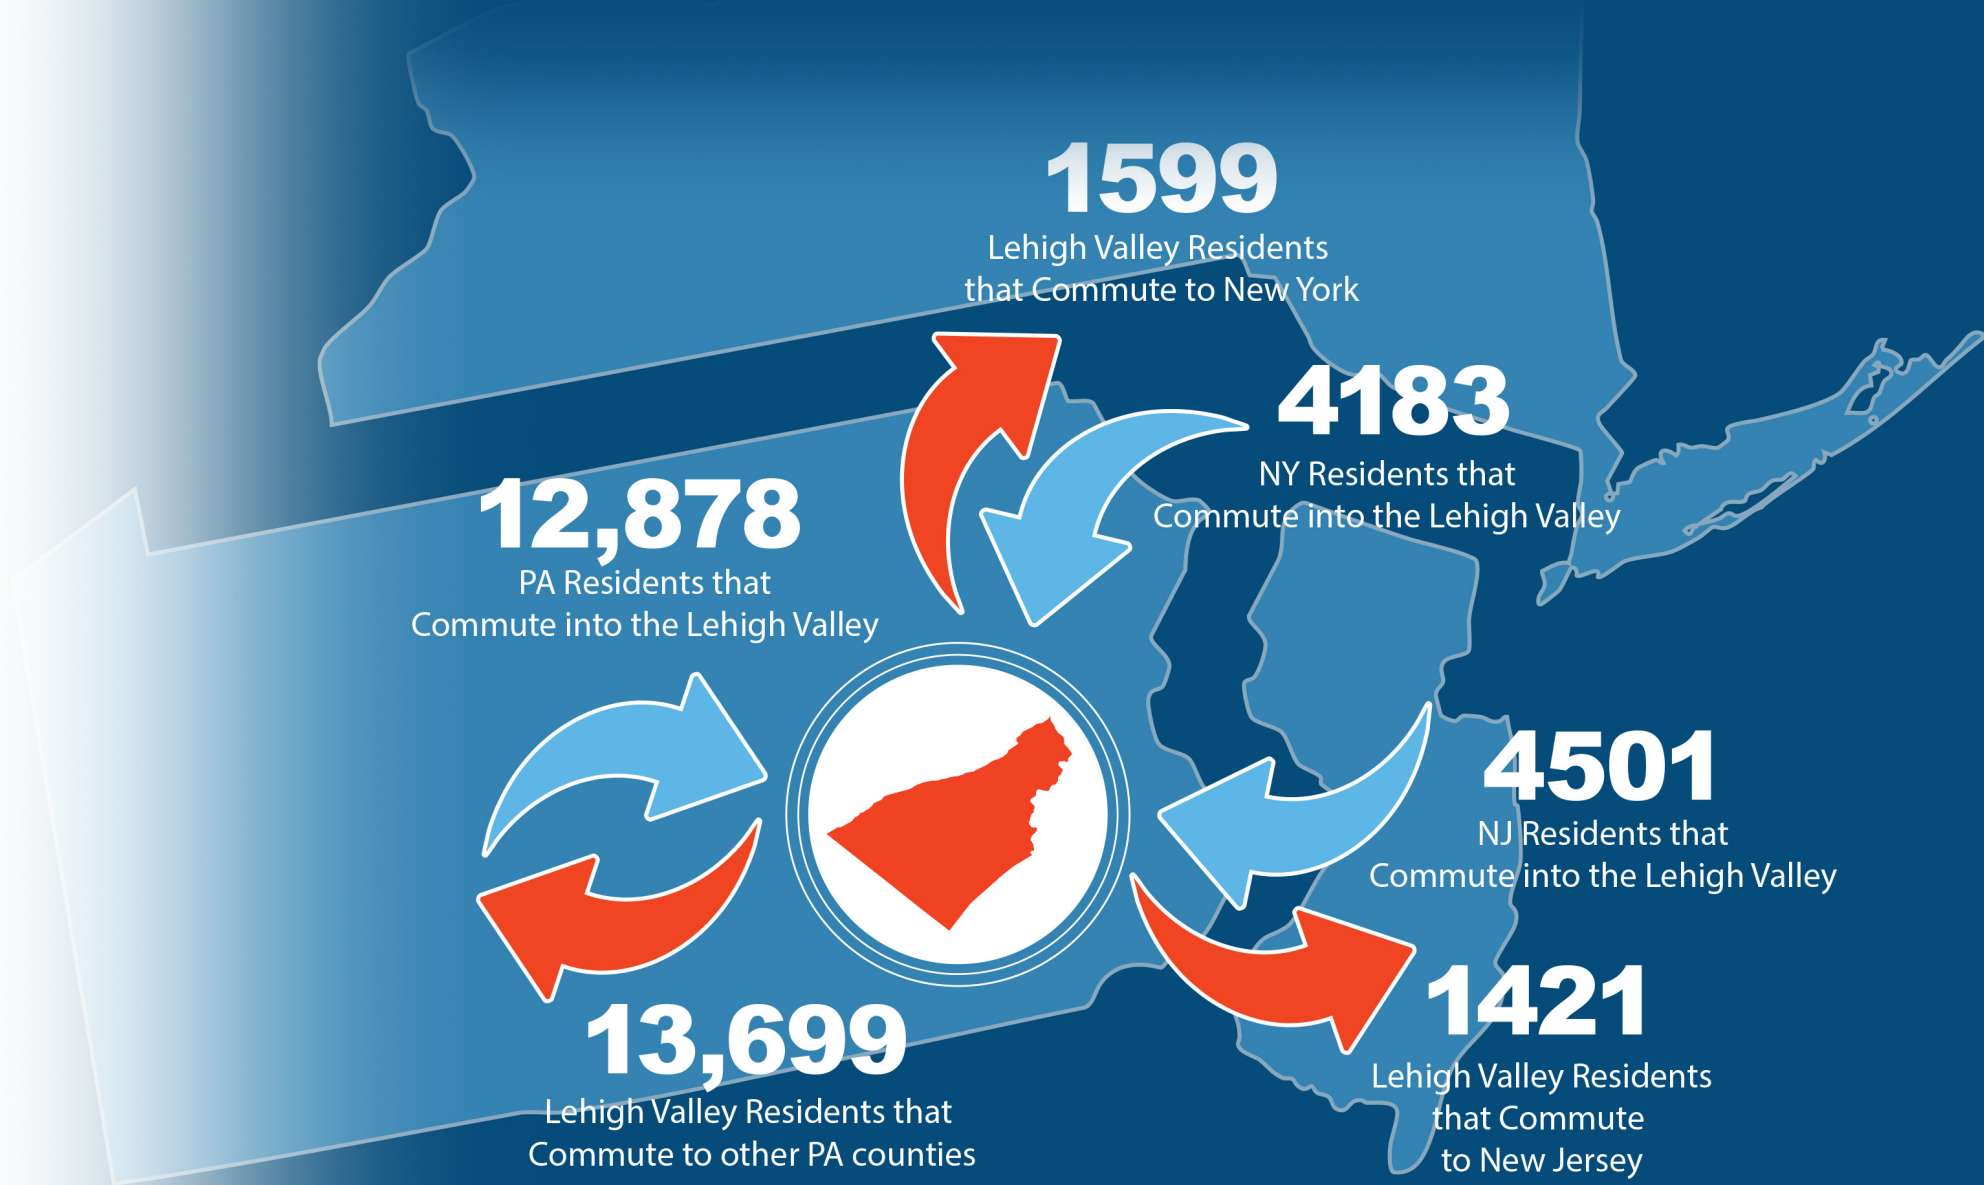 1599
Lehigh Valley Residents
that Commute to New York
4183
NY Residents that
Commute into the Lehigh Valley
12,878
PA Residents that
Commute into the Lehigh Valley
4501
NJ Residents that
Commute into the Lehigh Valley
1421
Lehigh Valley Residents
that Commute
to New Jersey
13,699
Lehigh Valley Residents that
Commute to other PA counties